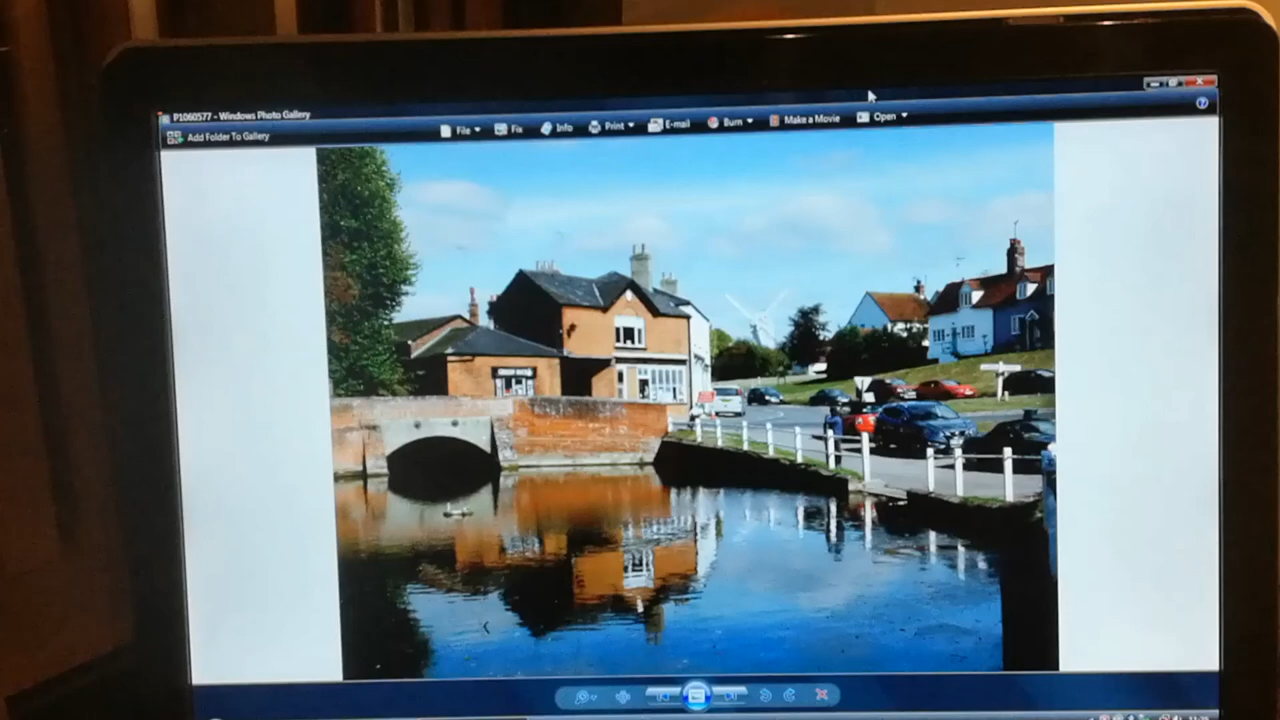 P1060577 - Windows Photo Gallery
Add Folder To Gallery
File Fix Info Print E-mail Burn Make a Movie Open